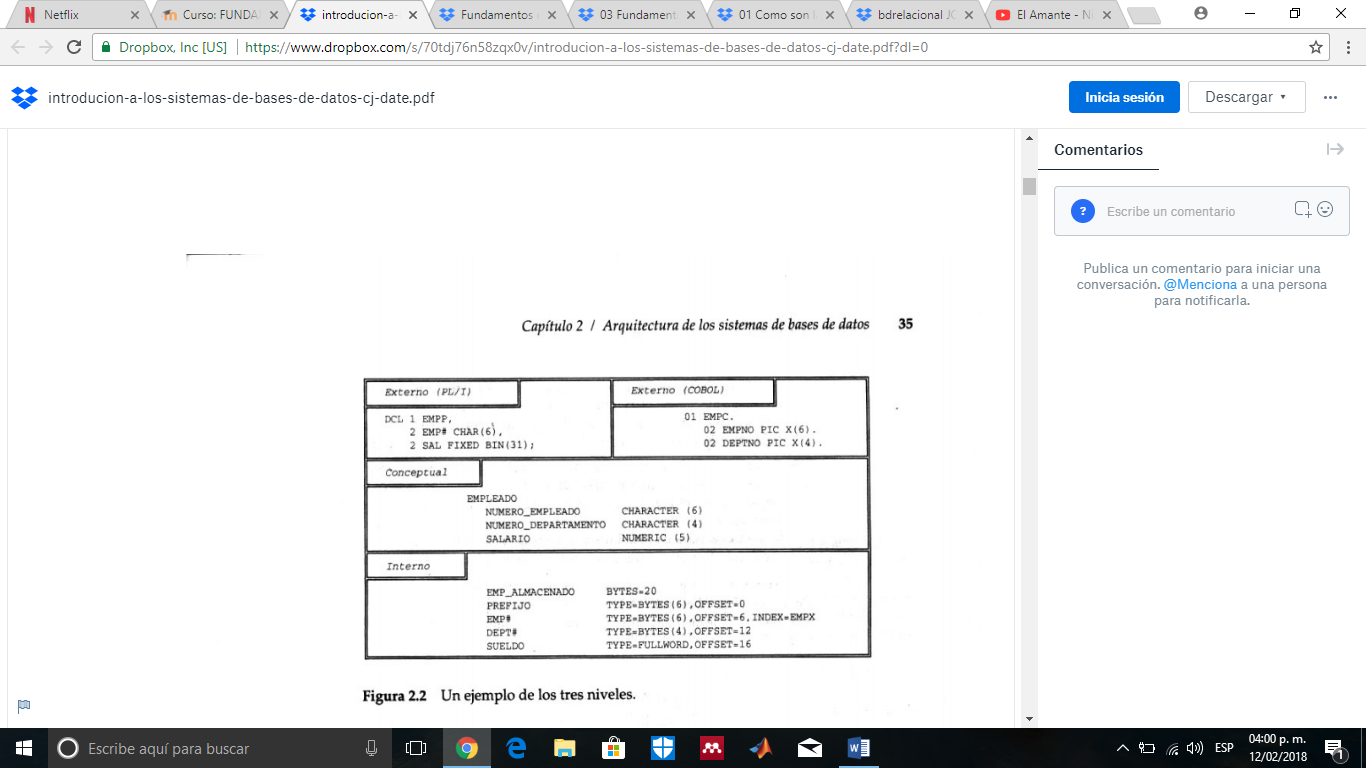 Netflix
Curso: FUNDA
introducion-a-
Fundamentos
03 Fundament
01 Como son l
bdrelacional JC
El Amante - Ni
Dropbox, Inc [US]
https://www.dropbox.com/s/70tdj76n58zqx0v/introducion-a-los-sistemas-de-bases-de-datos-cj-date.pdf?dl=0
introducion-a-los-sistemas-de-bases-de-datos-cj-date.pdf
Inicia sesión
Descargar
Comentarios
Escribe un comentario
Publica un comentario para iniciar una
conversación. @Menciona a una persona
para notificarla.
Capítulo 2 / Arquitectura de los sistemas de bases de datos 35
Externo (PL/I)
DCL 1 EMPP,
2 EMP# CHAR(6),
2 SAL FIXED BIN(31);
Externo (COBOL)
01 EMPC.
02 EMPNO PIC X(6).
02 DEPTNO PIC X(4).
Conceptual
EMPLEADO
NUMERO_EMPLEADO CHARACTER (6)
NUMERO_DEPARTAMENTO CHARACTER (4)
SALARIO NUMERIC (5)
Interno
EMP_ALMACENADO BYTES=20
PREFIJO TYPE=BYTES(6),OFFSET=0
EMP# TYPE=BYTES(6),OFFSET=6,INDEX=EMPX
DEPT# TYPE=BYTES(4),OFFSET=12
SUELDO TYPE=FULLWORD,OFFSET=16
Figura 2.2 Un ejemplo de los tres niveles.
Escribe aquí para buscar
ESP
04:00 p. m.
12/02/2018
1